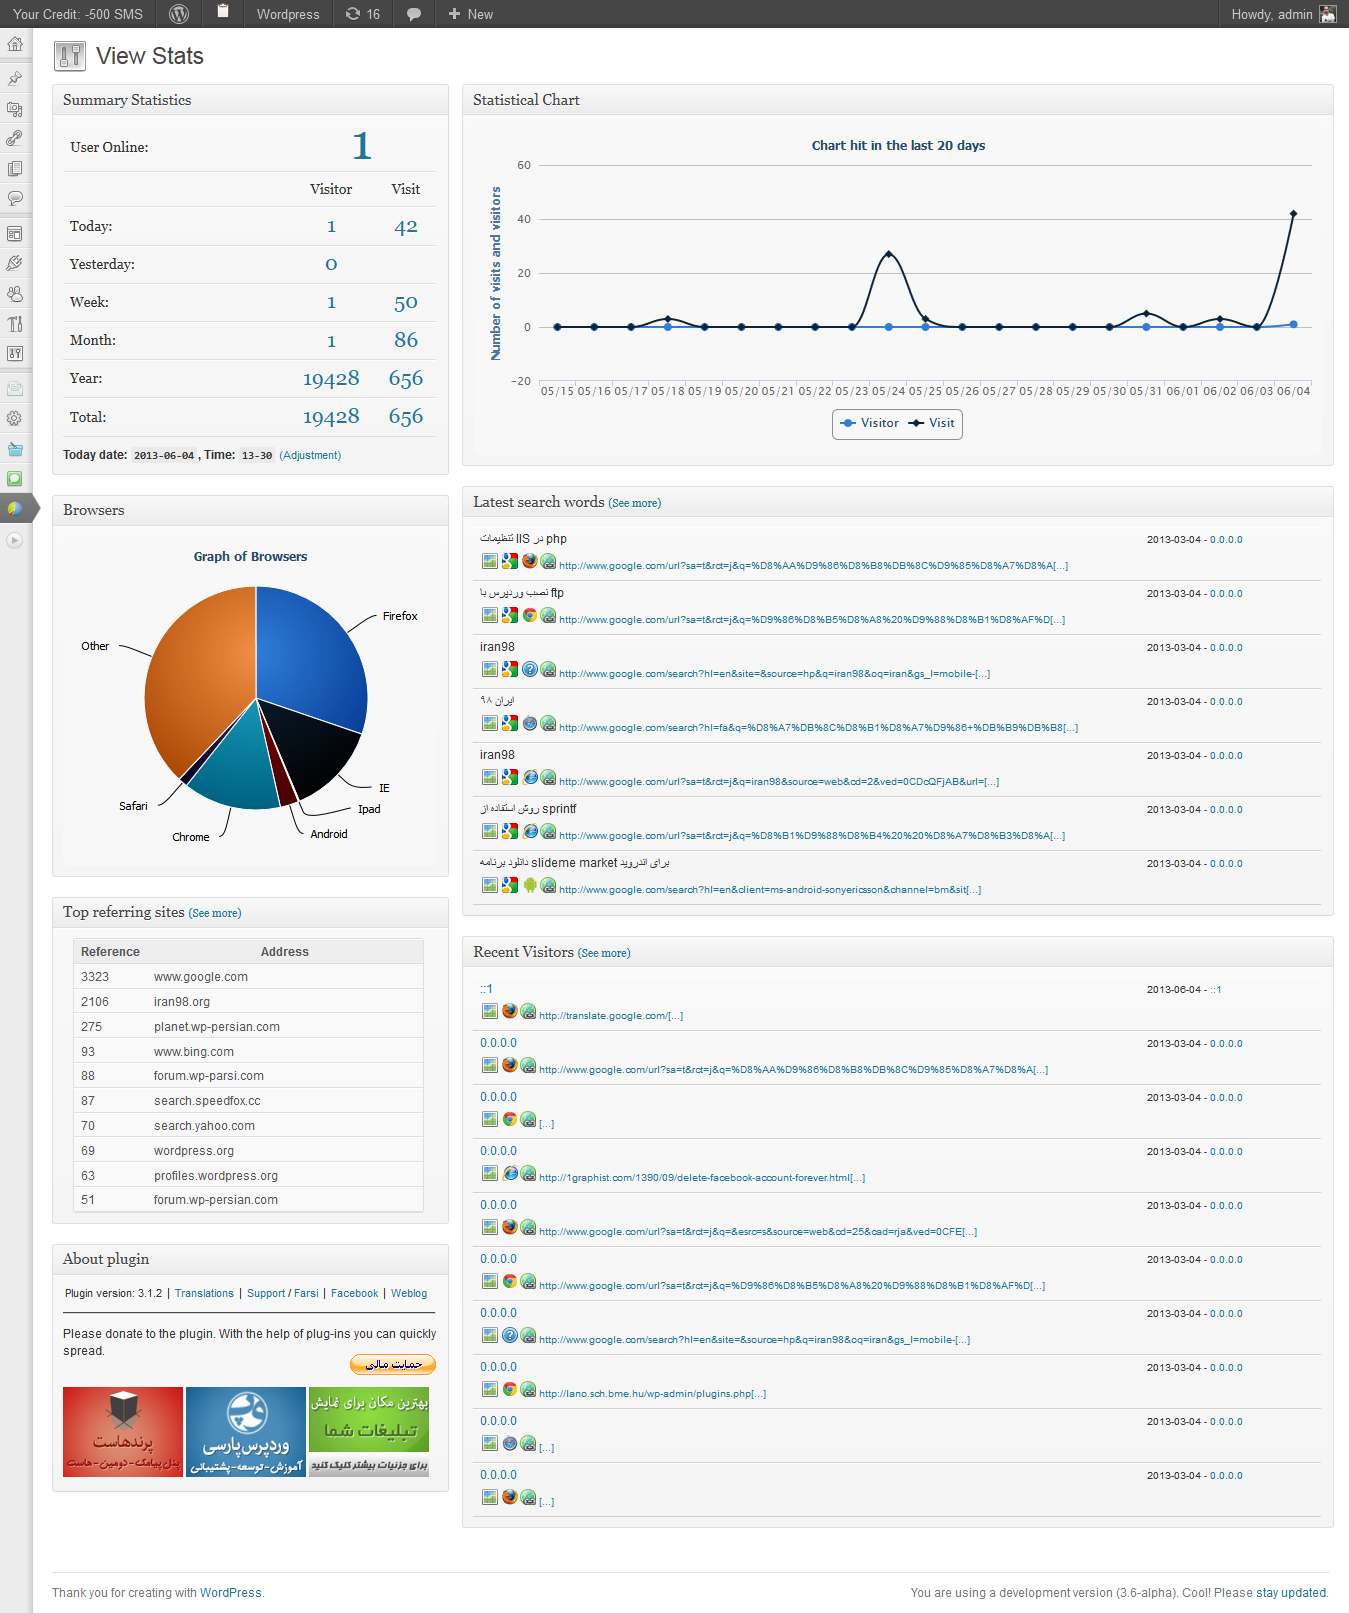 Your Credit: -500 SMS Wordpress 16 New Howdy, admin
View Stats
Summary Statistics
User Online: 1
Visitor Visit
Today: 1 42
Yesterday: 0
Week: 1 50
Month: 1 86
Year: 19428 656
Total: 19428 656
Today date: 2013-06-04 , Time: 13-30 (Adjustment)
Statistical Chart
Chart hit in the last 20 days
Number of visits and visitors
60
40
20
0
-20
05/15 05/16 05/17 05/18 05/19 05/20 05/21 05/22 05/23 05/24 05/25 05/26 05/27 05/28 05/29 05/30 05/31 06/01 06/02 06/03 06/04
Visitor Visit
Browsers
Graph of Browsers
Firefox
Other
IE
Safari
Ipad
Chrome
Android
Latest search words (See more)
تنظیمات IIS در php 2013-03-04 - 0.0.0.0
http://www.google.com/url?sa=t&rct=j&q=%D8%AA%D9%86%D8%B8%DB%8C%D9%85%D8%A7%D8%A[...]
نصب وردپرس با ftp 2013-03-04 - 0.0.0.0
http://www.google.com/url?sa=t&rct=j&q=%D9%86%D8%B5%D8%A8%20%D9%88%D8%B1%D8%AF%D[...]
iran98 2013-03-04 - 0.0.0.0
http://www.google.com/search?hl=en&site=&source=hp&q=iran98&oq=iran&gs_l=mobile-[...]
ایران ۹۸ 2013-03-04 - 0.0.0.0
http://www.google.com/search?hl=fa&q=%D8%A7%DB%8C%D8%B1%D8%A7%D9%86+%DB%B9%DB%B8[...]
iran98 2013-03-04 - 0.0.0.0
http://www.google.com/url?sa=t&rct=j&q=iran98&source=web&cd=2&ved=0CDcQFjAB&url=[...]
روش استفاده از sprintf 2013-03-04 - 0.0.0.0
http://www.google.com/url?sa=t&rct=j&q=%D8%B1%D9%88%D8%B4%20%20%D8%A7%D8%B3%D8%A[...]
دانلود برنامه slideme market برای اندروید 2013-03-04 - 0.0.0.0
http://www.google.com/search?hl=en&client=ms-android-sonyericsson&channel=bm&sit[...]
Top referring sites (See more)
Reference Address
3323 www.google.com
2106 iran98.org
275 planet.wp-persian.com
93 www.bing.com
88 forum.wp-parsi.com
87 search.speedfox.cc
70 search.yahoo.com
69 wordpress.org
63 profiles.wordpress.org
51 forum.wp-persian.com
Recent Visitors (See more)
::1 2013-06-04 - ::1
http://translate.google.com/[...]
0.0.0.0 2013-03-04 - 0.0.0.0
http://www.google.com/url?sa=t&rct=j&q=%D8%AA%D9%86%D8%B8%DB%8C%D9%85%D8%A7%D8%A[...]
0.0.0.0 2013-03-04 - 0.0.0.0
[...]
0.0.0.0 2013-03-04 - 0.0.0.0
http://1graphist.com/1390/09/delete-facebook-account-forever.html[...]
0.0.0.0 2013-03-04 - 0.0.0.0
http://www.google.com/url?sa=t&rct=j&q=&esrc=s&source=web&cd=25&cad=rja&ved=0CFE[...]
0.0.0.0 2013-03-04 - 0.0.0.0
http://www.google.com/url?sa=t&rct=j&q=%D9%86%D8%B5%D8%A8%20%D9%88%D8%B1%D8%AF%D[...]
0.0.0.0 2013-03-04 - 0.0.0.0
http://www.google.com/search?hl=en&site=&source=hp&q=iran98&oq=iran&gs_l=mobile-[...]
0.0.0.0 2013-03-04 - 0.0.0.0
http://lano.sch.bme.hu/wp-admin/plugins.php[...]
0.0.0.0 2013-03-04 - 0.0.0.0
[...]
0.0.0.0 2013-03-04 - 0.0.0.0
[...]
About plugin
Plugin version: 3.1.2 | Translations | Support / Farsi | Facebook | Weblog
Please donate to the plugin. With the help of plug-ins you can quickly
spread.
حمایت مالی
پرندهاست
پنل پیامک-دومین-هاست
وردپرس‌پارسی
آموزش-توسعه-پشتیبانی
بهترین مکان برای نمایش
تبلیغات شما
برای جزئیات بیشتر کلیک کنید
Thank you for creating with WordPress.
You are using a development version (3.6-alpha). Cool! Please stay updated.